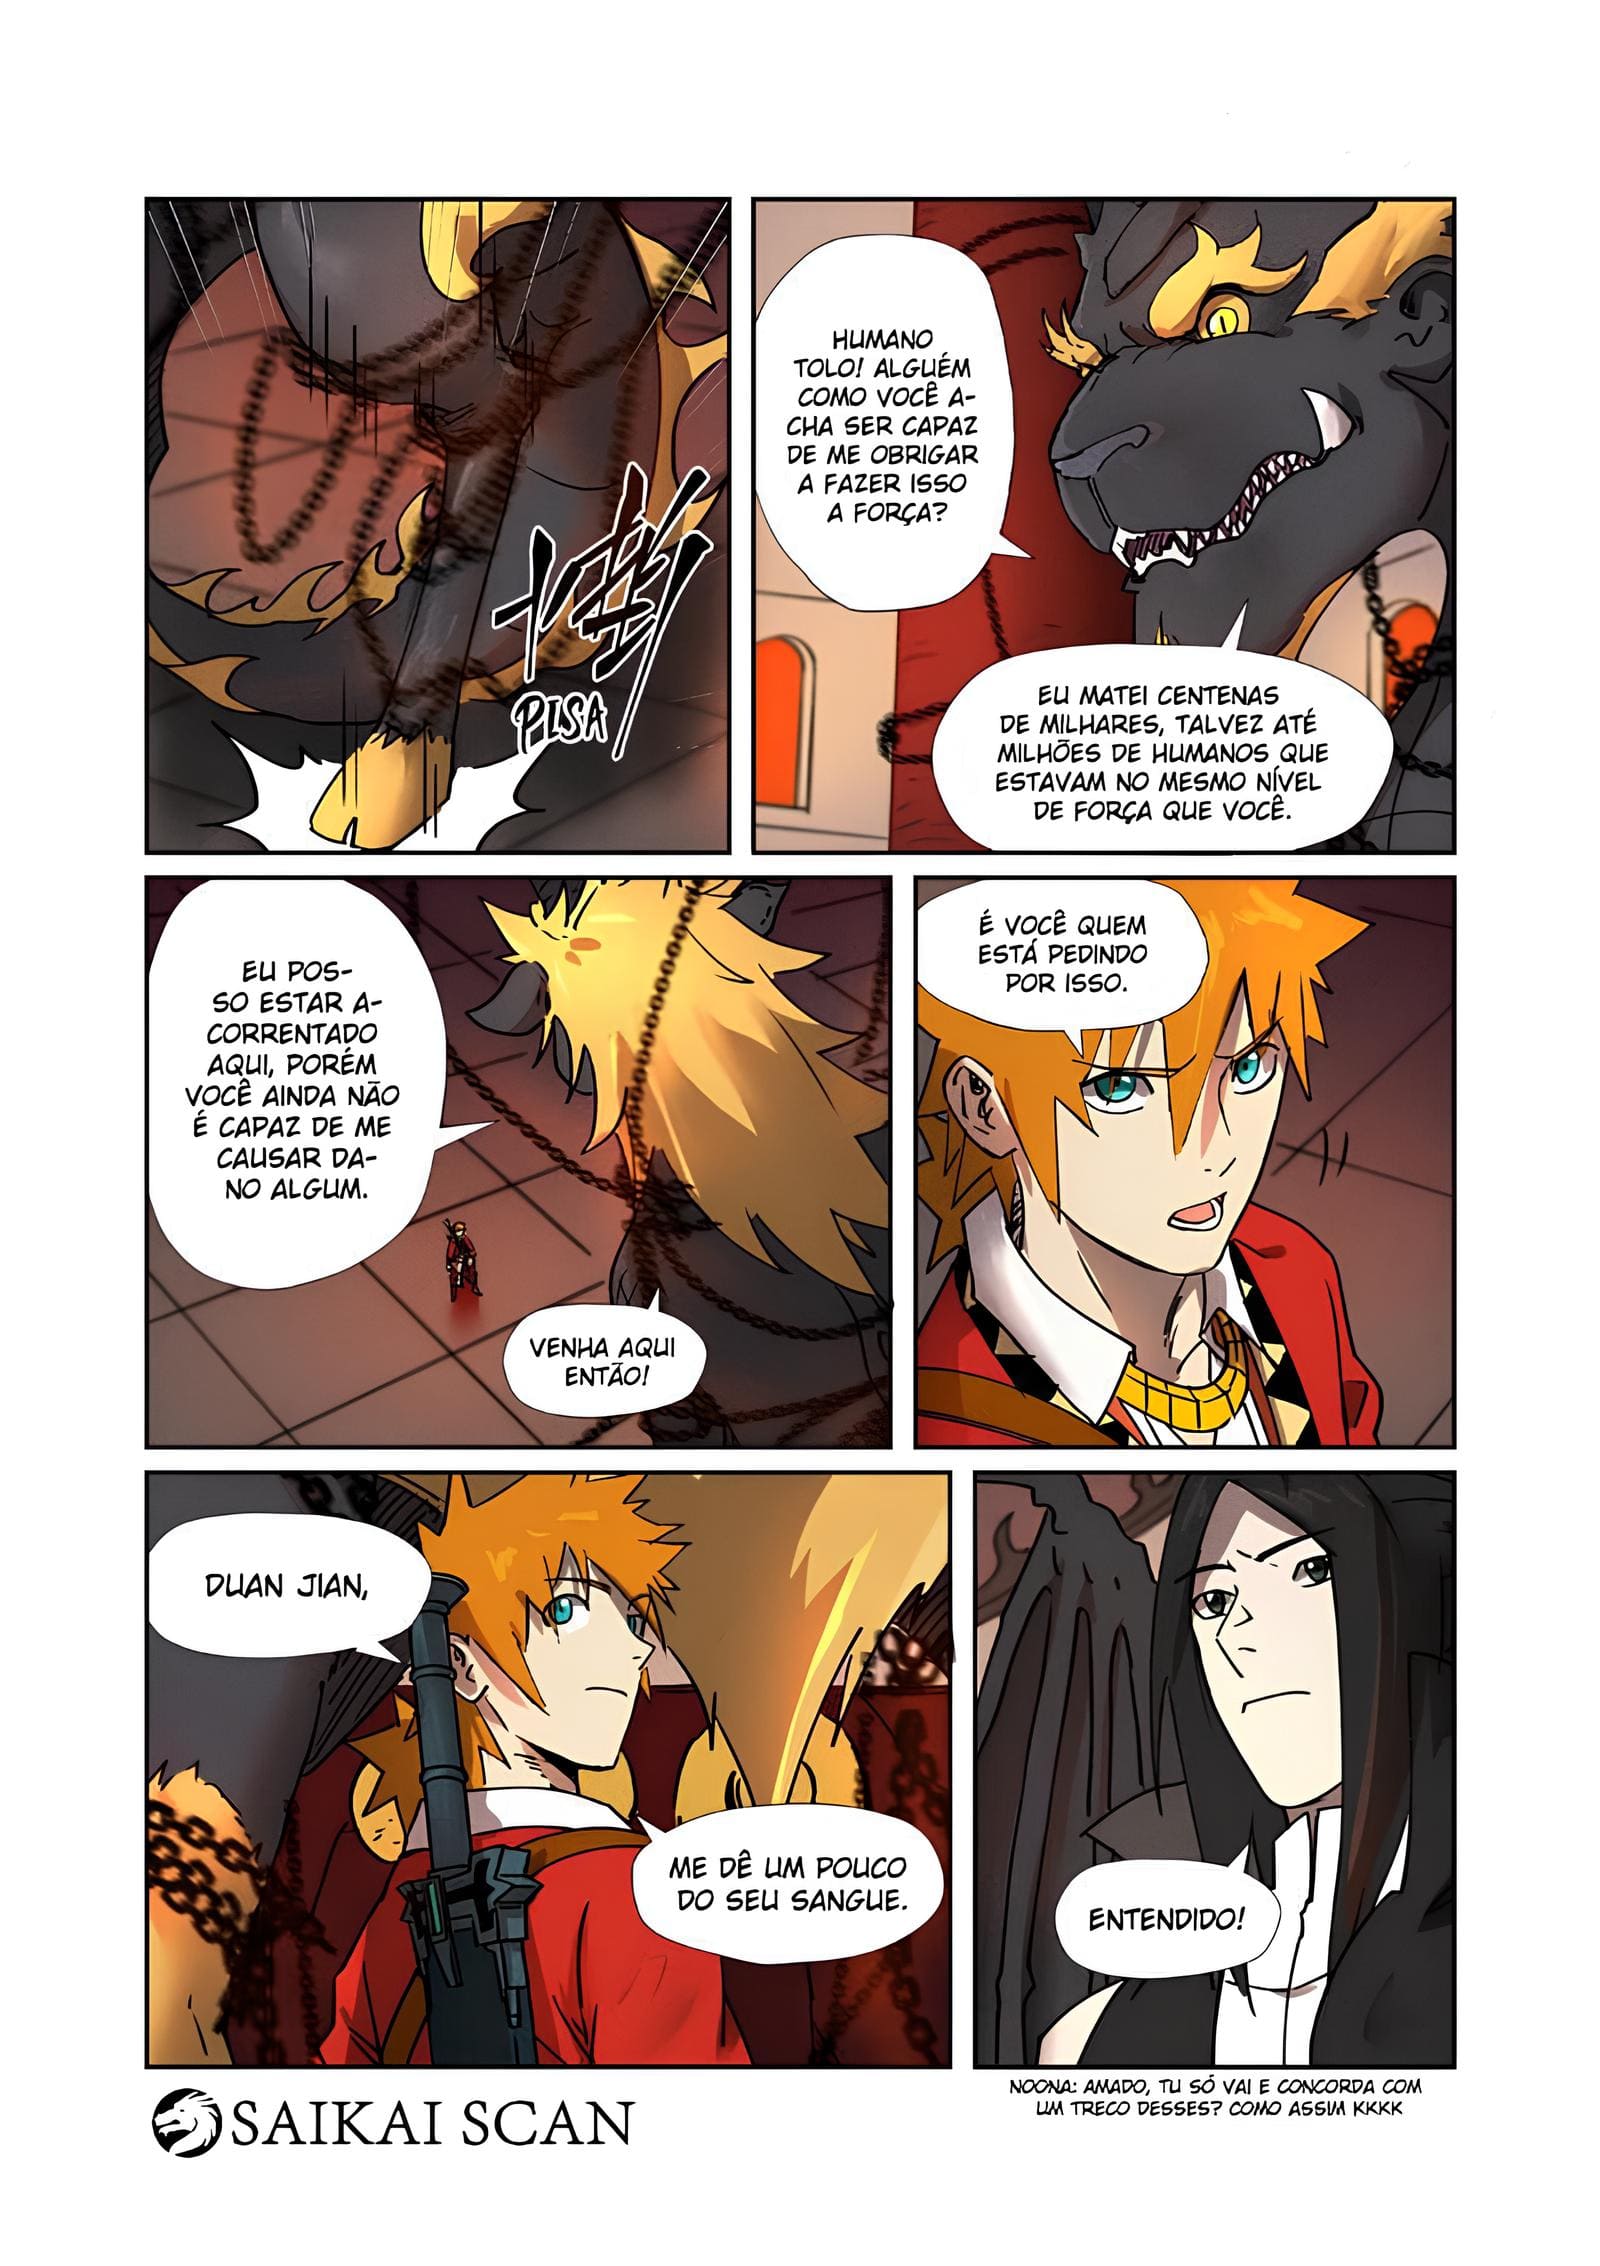 PISA
HUMANO
TOLO! ALGUÉM
COMO VOCÊ A-
CHA SER CAPAZ
DE ME OBRIGAR
A FAZER ISSO
A FORÇA?
EU MATEI CENTENAS
DE MILHARES, TALVEZ ATÉ
MILHÕES DE HUMANOS QUE
ESTAVAM NO MESMO NÍVEL
DE FORÇA QUE VOCÊ.
EU POS-
SO ESTAR A-
CORRENTADO
AQUI, PORÉM
VOCÊ AINDA NÃO
É CAPAZ DE ME
CAUSAR DA-
NO ALGUM.
VENHA AQUI
ENTÃO!
É VOCÊ QUEM
ESTÁ PEDINDO
POR ISSO.
DUAN JIAN,
ME DÊ UM POUCO
DO SEU SANGUE.
ENTENDIDO!
SAIKAI SCAN
NOONA: AMADO, TU SÓ VAI E CONCORDA COM
UM TRECO DESSES? COMO ASSIM KKKK